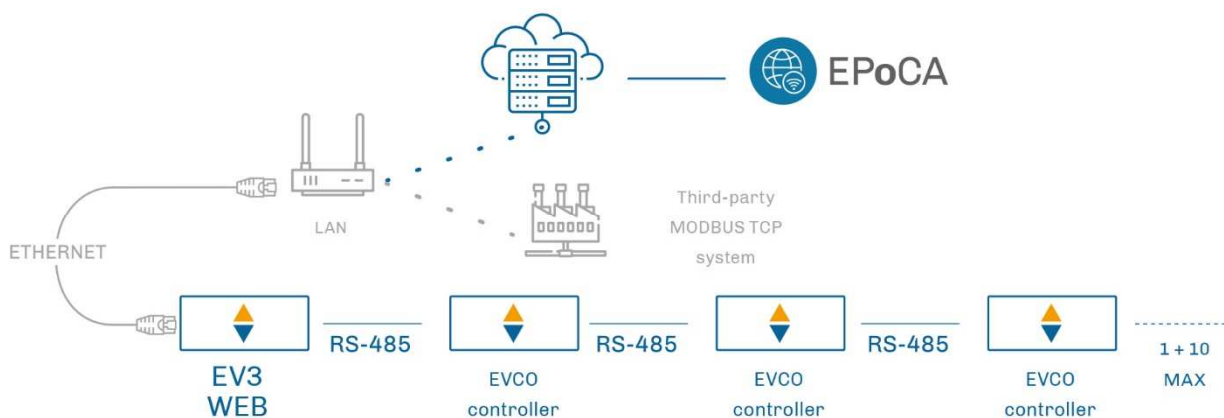 EPoCA
LAN
Third-party
MODBUS TCP
system
ETHERNET
RS-485
RS-485
RS-485
EV3
WEB
EVCO
controller
EVCO
controller
EVCO
controller
1 + 10
MAX